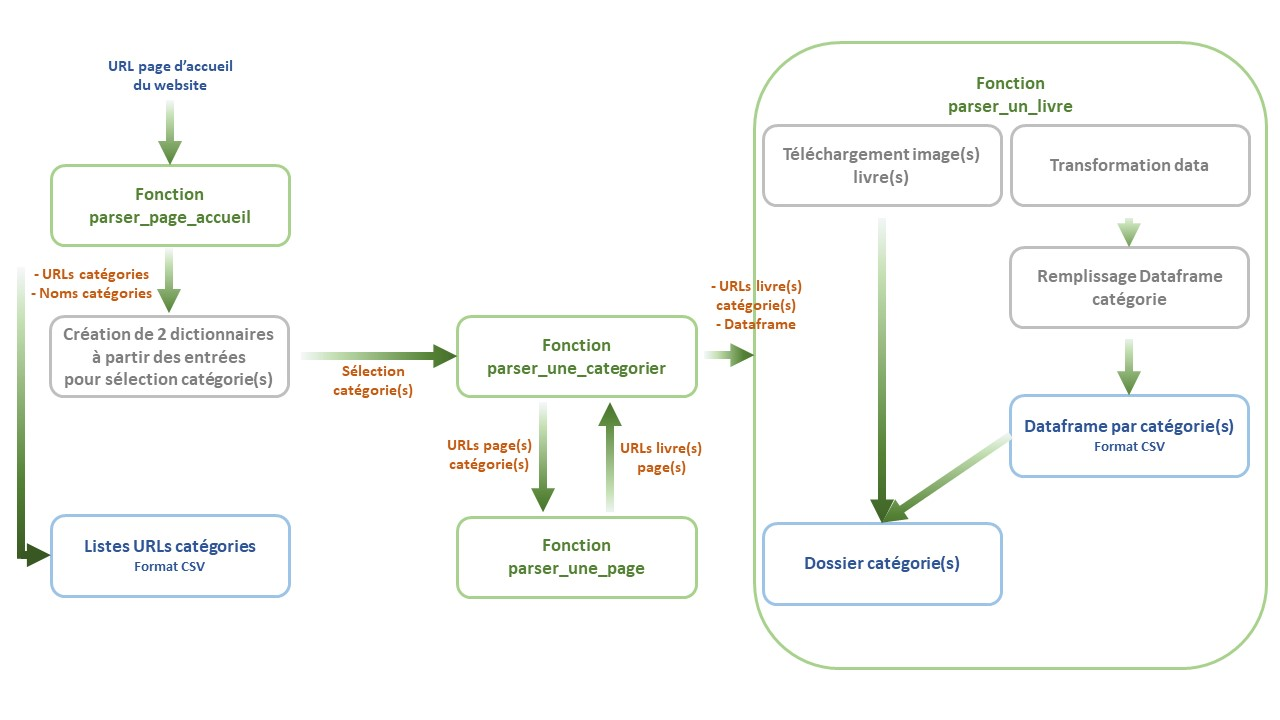 URL page d’accueil
du website
Fonction
parser_page_accueil
- URLs catégories
- Noms catégories
Création de 2 dictionnaires
à partir des entrées
pour sélection catégorie(s)
Listes URLs catégories
Format CSV
Sélection
catégorie(s)
Fonction
parser_une_categorier
URLs page(s)
catégorie(s)
URLs livre(s)
page(s)
Fonction
parser_une_page
- URLs livre(s)
catégorie(s)
- Dataframe
Fonction
parser_un_livre
Téléchargement image(s)
livre(s)
Transformation data
Remplissage Dataframe
catégorie
Dataframe par catégorie(s)
Format CSV
Dossier catégorie(s)